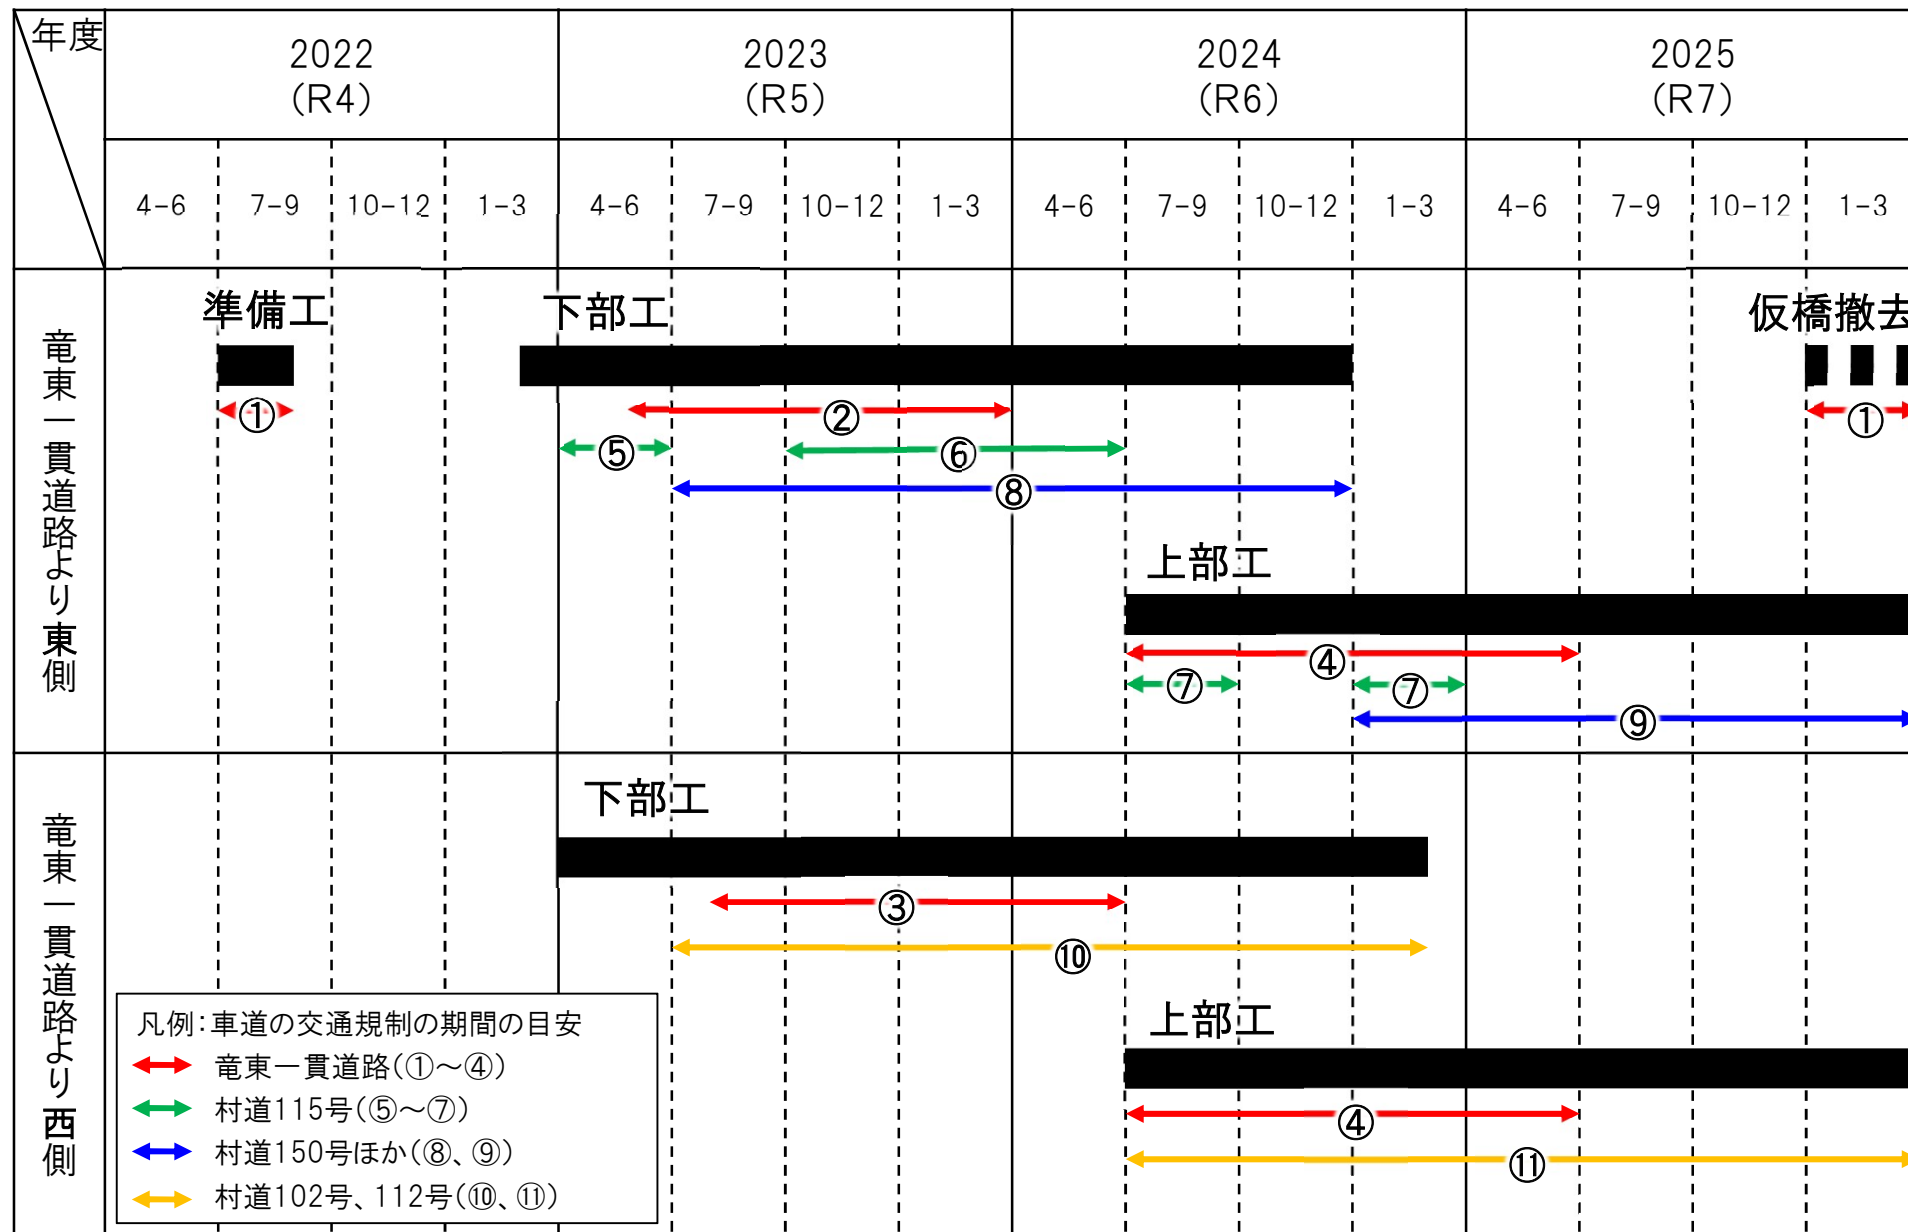 年度
2022
(R4)
2023
(R5)
2024
(R6)
2025
(R7)
4-6 7-9 10-12 1-3 4-6 7-9 10-12 1-3 4-6 7-9 10-12 1-3 4-6 7-9 10-12 1-3
竜東一貫道路より東側
準備工
下部工
仮橋撤去
①
②
①
⑤
⑥
⑧
上部工
④
⑦
⑦
⑨
竜東一貫道路より西側
下部工
③
⑩
上部工
④
⑪
凡例：車道の交通規制の期間の目安
竜東一貫道路(①～④)
村道115号(⑤～⑦)
村道150号ほか(⑧、⑨)
村道102号、112号(⑩、⑪)